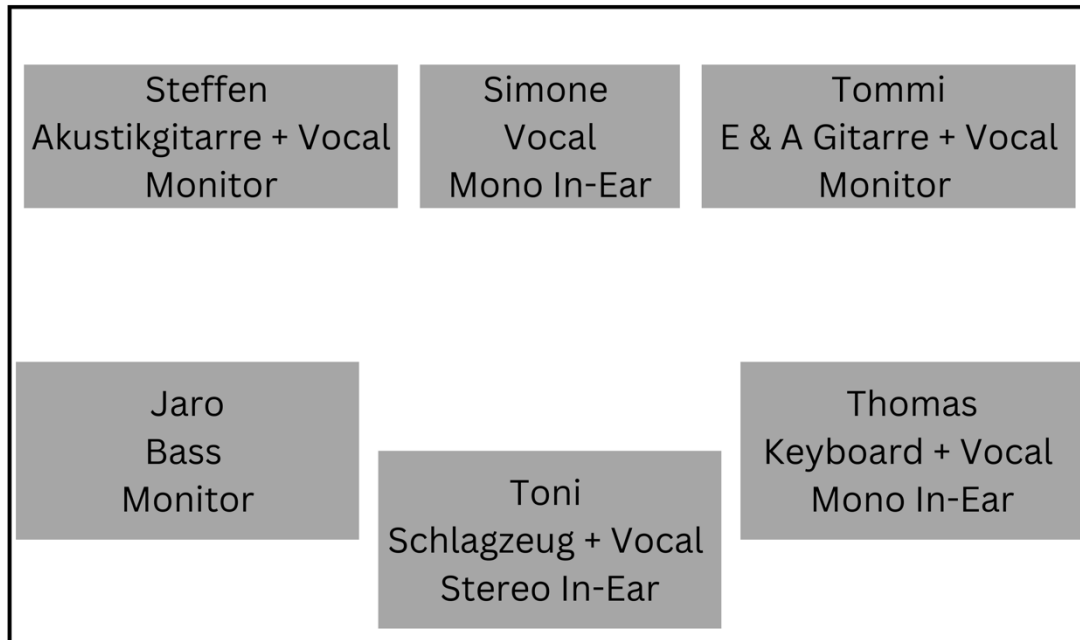 Steffen
Akustikgitarre + Vocal
Monitor
Simone
Vocal
Mono In-Ear
Tommi
E & A Gitarre + Vocal
Monitor
Jaro
Bass
Monitor
Toni
Schlagzeug + Vocal
Stereo In-Ear
Thomas
Keyboard + Vocal
Mono In-Ear